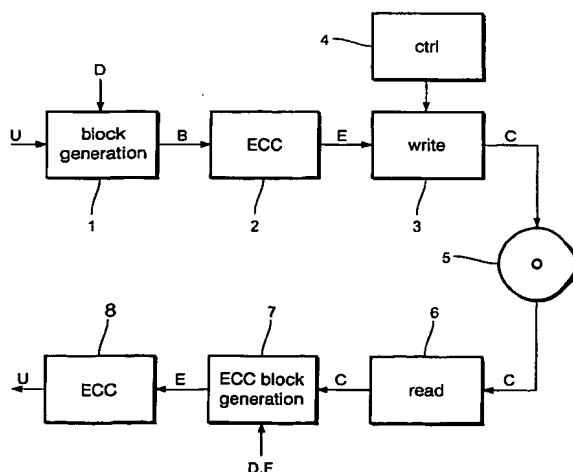 4
ctrl
D
U
block
generation
B
ECC
E
write
C
1
2
3
5
8
7
6
U
ECC
E
ECC block
generation
C
read
C
D,F